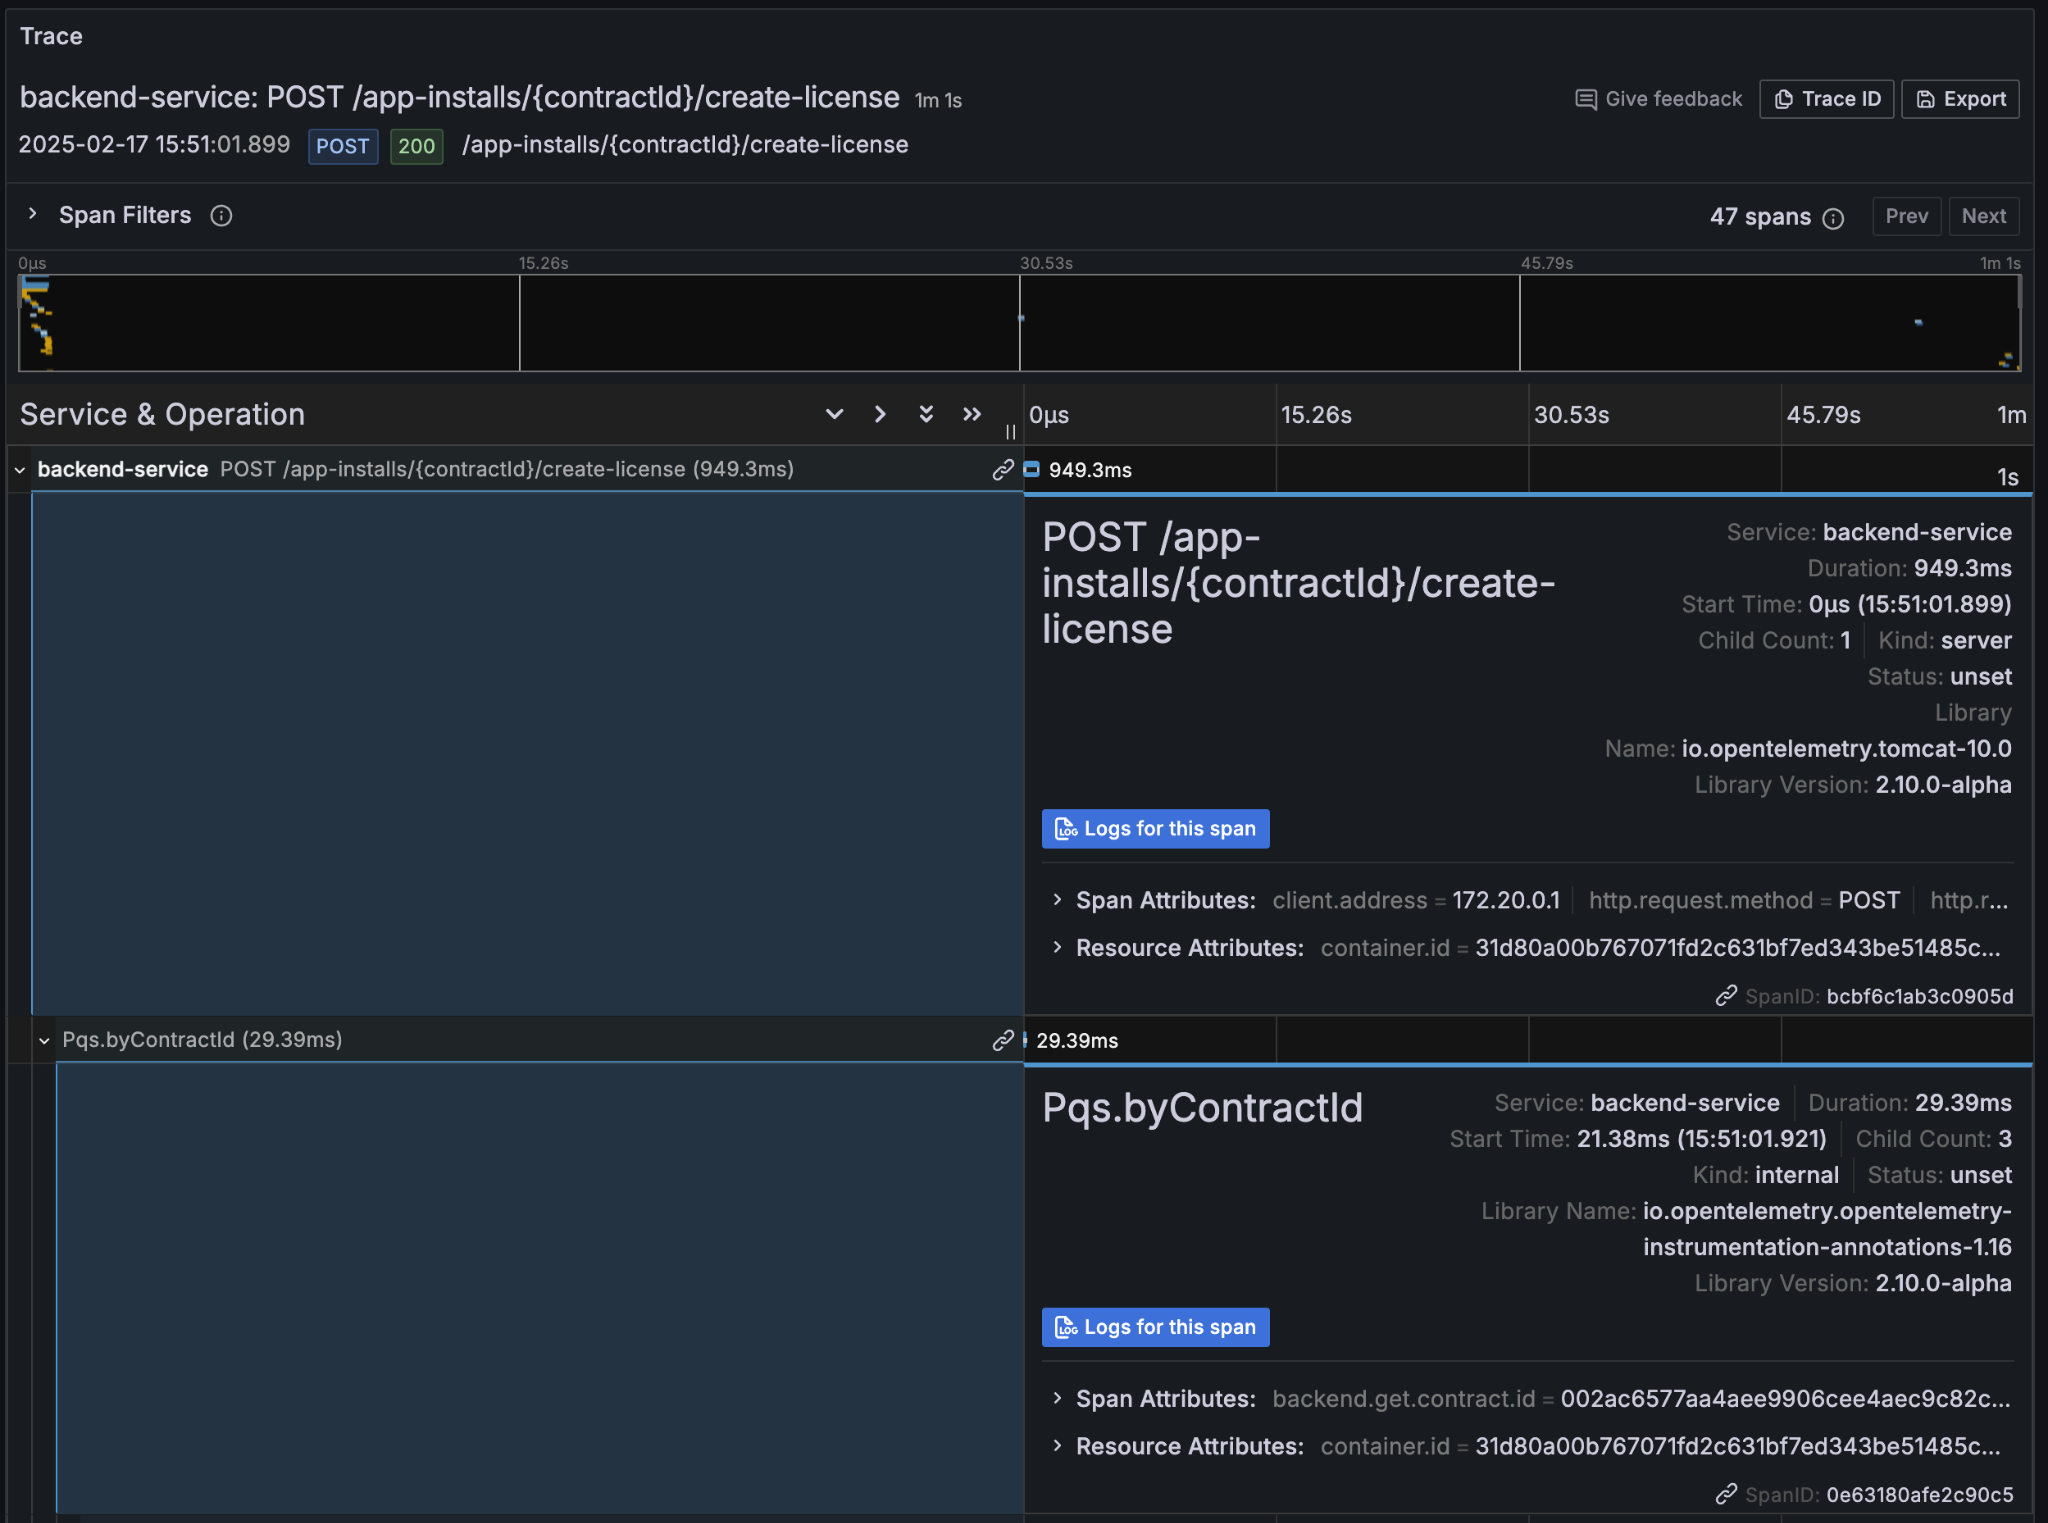 Trace
backend-service: POST /app-installs/{contractId}/create-license 1m 1s
Give feedback
Trace ID
Export
2025-02-17 15:51:01.899 POST 200 /app-installs/{contractId}/create-license
Span Filters
47 spans
Prev
Next
0μs 15.26s 30.53s 45.79s 1m 1s
Service & Operation
0μs 15.26s 30.53s 45.79s 1m
1s
backend-service POST /app-installs/{contractId}/create-license (949.3ms)
949.3ms
POST /app-
installs/{contractId}/create-
license
Service: backend-service
Duration: 949.3ms
Start Time: 0μs (15:51:01.899)
Child Count: 1 Kind: server
Status: unset
Library
Name: io.opentelemetry.tomcat-10.0
Library Version: 2.10.0-alpha
LOG Logs for this span
Span Attributes: client.address = 172.20.0.1 http.request.method = POST http.r...
Resource Attributes: container.id = 31d80a00b767071fd2c631bf7ed343be51485c...
SpanID: bcbf6c1ab3c0905d
Pqs.byContractId (29.39ms)
29.39ms
Pqs.byContractId
Service: backend-service Duration: 29.39ms
Start Time: 21.38ms (15:51:01.921) Child Count: 3
Kind: internal Status: unset
Library Name: io.opentelemetry.opentelemetry-
instrumentation-annotations-1.16
Library Version: 2.10.0-alpha
LOG Logs for this span
Span Attributes: backend.get.contract.id = 002ac6577aa4aee9906cee4aec9c82c...
Resource Attributes: container.id = 31d80a00b767071fd2c631bf7ed343be51485c...
SpanID: 0e63180afe2c90c5